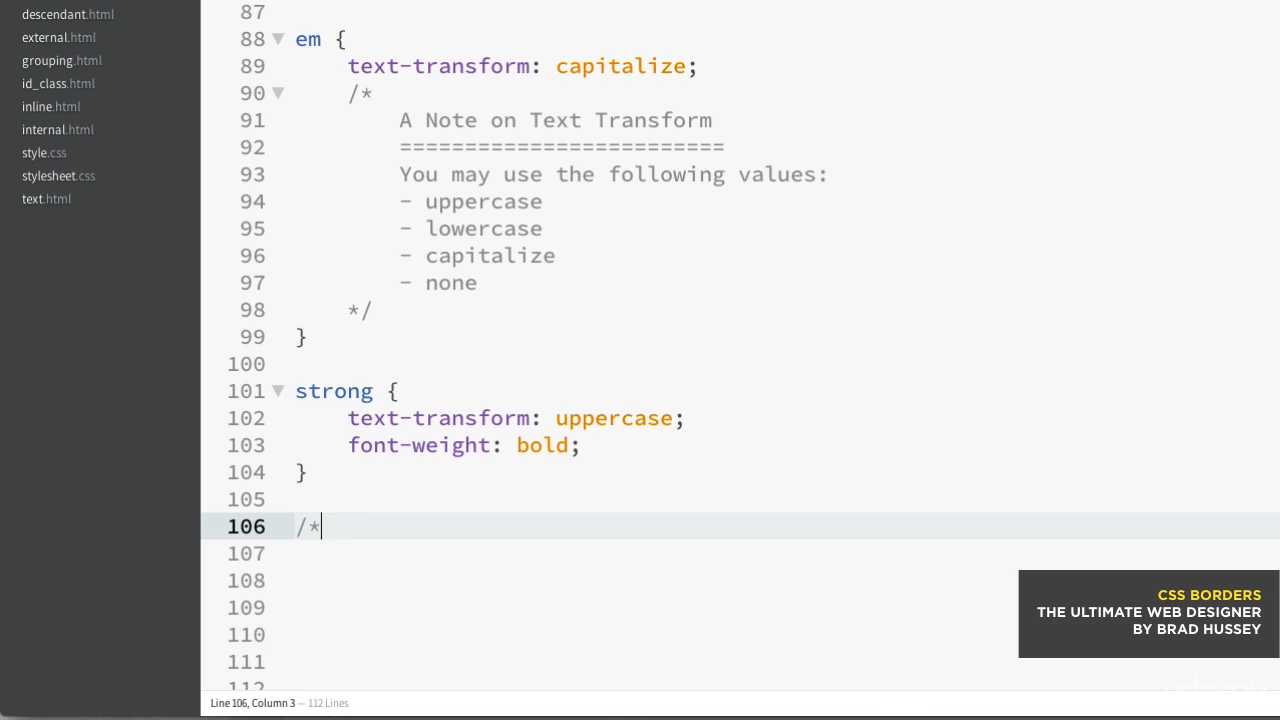 descendant.html
external.html
grouping.html
id_class.html
inline.html
internal.html
style.css
stylesheet.css
text.html
87
88 em {
89 text-transform: capitalize;
90 /*
91 A Note on Text Transform
92 =========================
93 You may use the following values:
94 - uppercase
95 - lowercase
96 - capitalize
97 - none
98 */
99 }
100
101 strong {
102 text-transform: uppercase;
103 font-weight: bold;
104 }
105
106 /*
107
108
109
110
111
112
CSS BORDERS
THE ULTIMATE WEB DESIGNER
BY BRAD HUSSEY
udemy
Line 106, Column 3 — 112 Lines